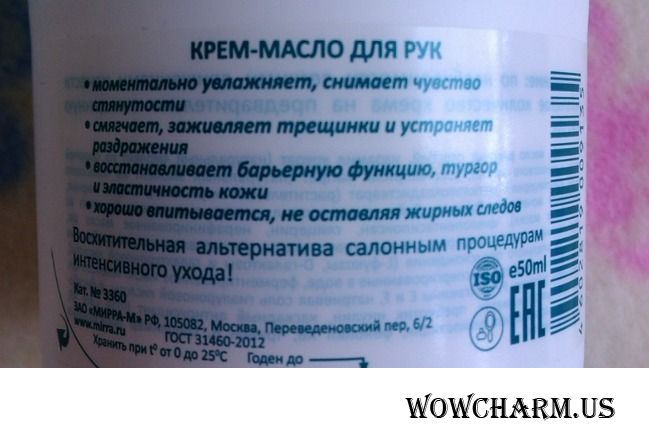 КРЕМ-МАСЛО ДЛЯ РУК
• моментально увлажняет, снимает чувство
стянутости
• смягчает, заживляет трещинки и устраняет
раздражения
• восстанавливает барьерную функцию, тургор
и эластичность кожи
• хорошо впитывается, не оставляя жирных следов
Восхитительная альтернатива салонным процедурам
интенсивного ухода!
Кат. № 3360
ЗАО «МИРРА-М» РФ, 105082, Москва, Переведеновский пер, 6/2
www.mirra.ru
ГОСТ 31460-2012
Хранить при t° от 0 до 25°C
Годен до
ISO
e50ml
EAC
WOWCHARM.US